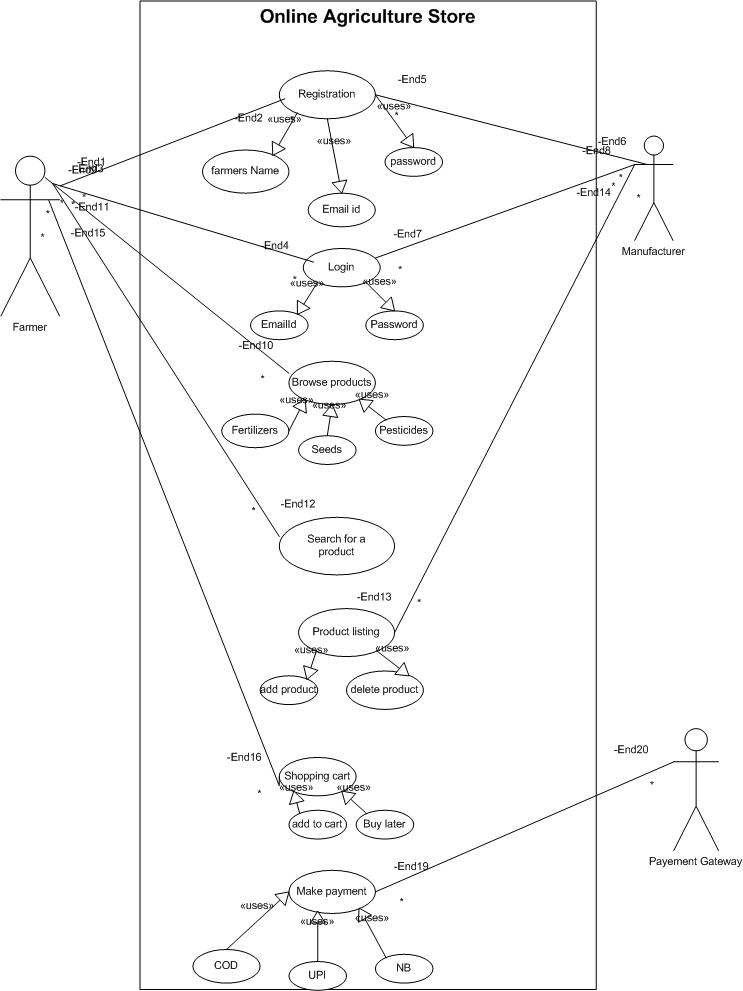 Online Agriculture Store
-End5
Registration
«uses»
*
-End2
«uses»
«uses»
-End6
-End8
password
farmers Name
-End1
-End3
*
*
*
*
*
-End14
*
*
Email id
-End11
*
-End15
-End7
*
Manufacturer
-End4
Login
*
«uses»
«uses»
Farmer
EmailId
Password
-End10
*
Browse products
«uses»
«uses»
«uses»
Fertilizers
Seeds
Pesticides
-End12
*
Search for a
product
-End13
*
Product listing
«uses»
«uses»
add product
delete product
-End20
-End16
*
Shopping cart
«uses»
«uses»
*
add to cart
Buy later
Payement Gateway
-End19
*
Make payment
«uses»
«uses»
«uses»
COD
UPI
NB